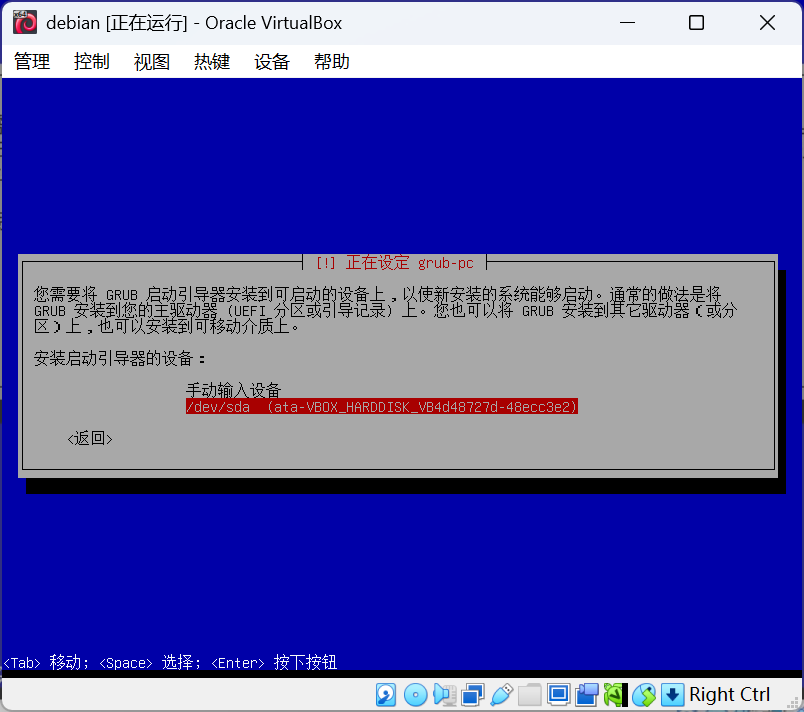 debian [正在运行] - Oracle VirtualBox
管理 控制 视图 热键 设备 帮助
[!] 正在设定 grub-pc
您需要将 GRUB 启动引导器安装到可启动的设备上，以使新安装的系统能够启动。通常的做法是将
GRUB 安装到您的主驱动器 (UEFI 分区或引导记录) 上。您也可以将 GRUB 安装到其它驱动器（或分
区）上，也可以安装到可移动介质上。
安装启动引导器的设备：
手动输入设备
/dev/sda (ata-VBOX_HARDDISK_VB4d48727d-48ecc3e2)
<返回>
<Tab> 移动; <Space> 选择; <Enter> 按下按钮
Right Ctrl